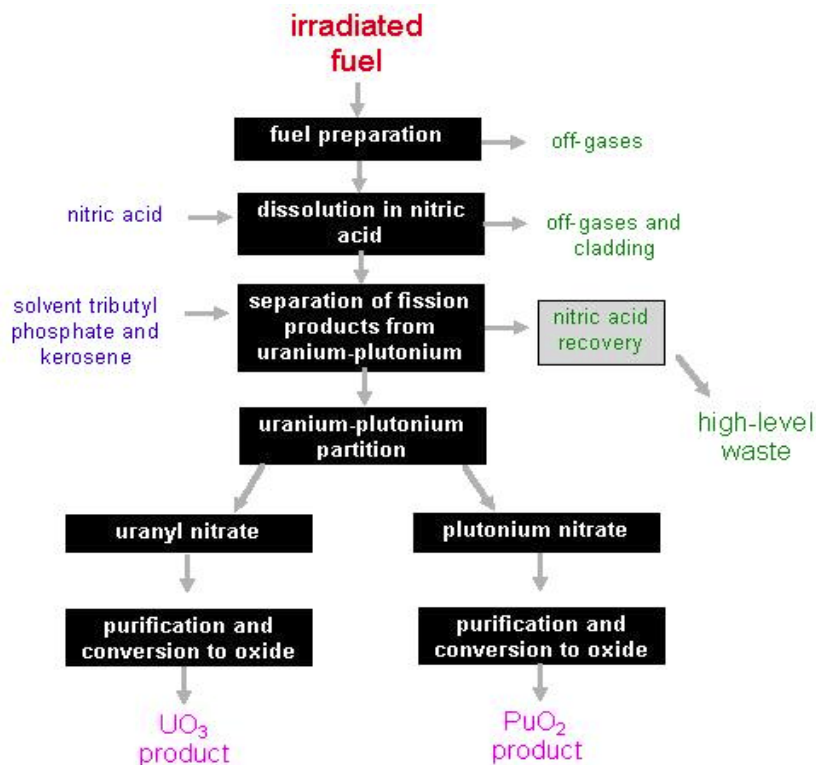 irradiated
fuel
fuel preparation
off-gases
nitric acid
dissolution in nitric
acid
off-gases and
cladding
solvent tributyl
phosphate and
kerosene
separation of fission
products from
uranium-plutonium
nitric acid
recovery
high-level
waste
uranium-plutonium
partition
uranyl nitrate
plutonium nitrate
purification and
conversion to oxide
purification and
conversion to oxide
UO₃
product
PuO₂
product